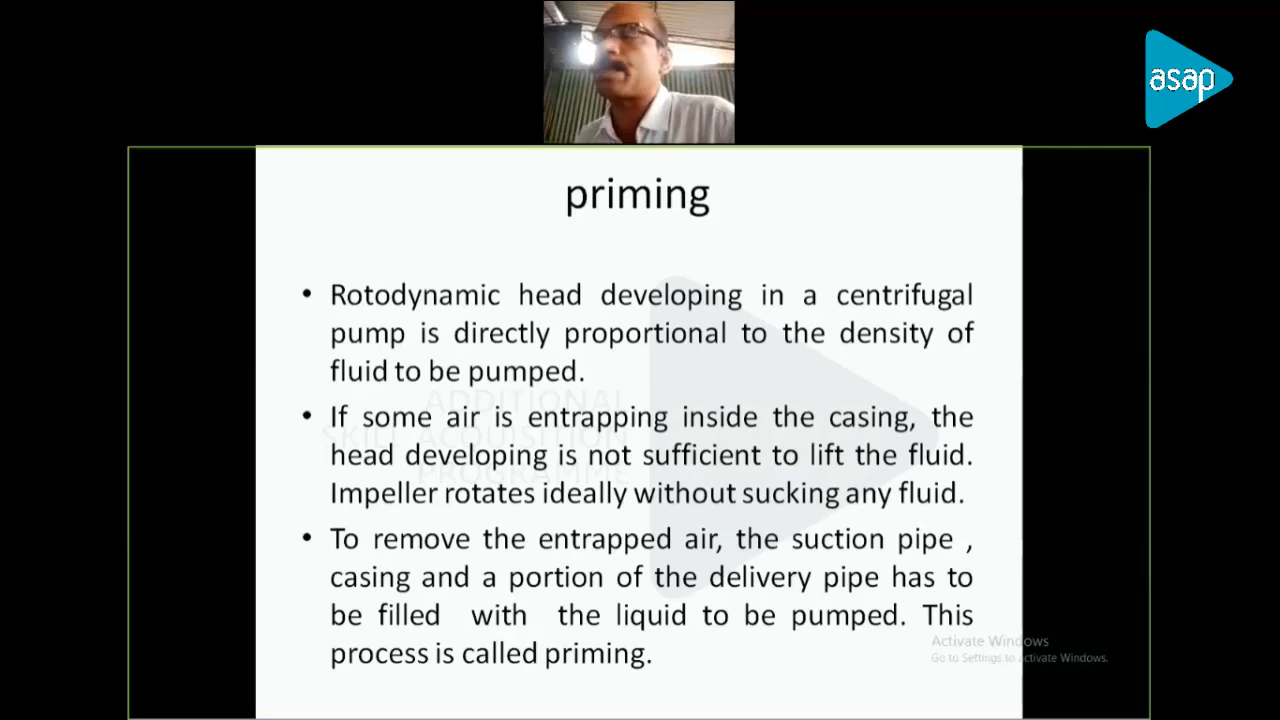 asap
priming
• Rotodynamic head developing in a centrifugal
pump is directly proportional to the density of
fluid to be pumped.
• If some air is entrapping inside the casing, the
head developing is not sufficient to lift the fluid.
Impeller rotates ideally without sucking any fluid.
• To remove the entrapped air, the suction pipe ,
casing and a portion of the delivery pipe has to
be filled with the liquid to be pumped. This
process is called priming.
ADDITIONAL
SKILL ACQUISITION
PROGRAMME
Activate Windows
Go to Settings to activate Windows.